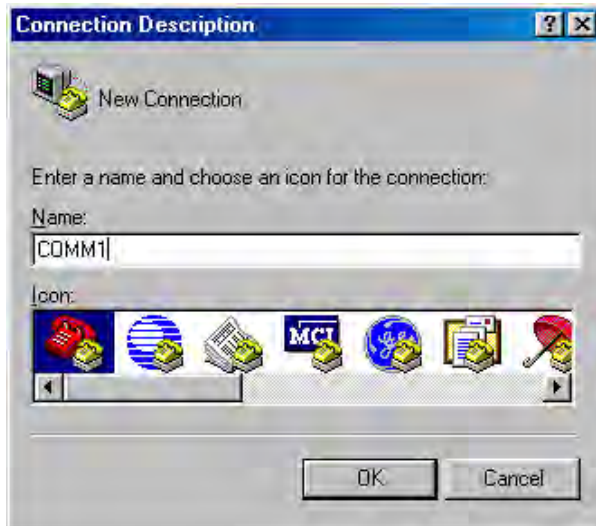 Connection Description
New Connection
Enter a name and choose an icon for the connection:
Name:
COMM1
Icon:
MCI
OK
Cancel